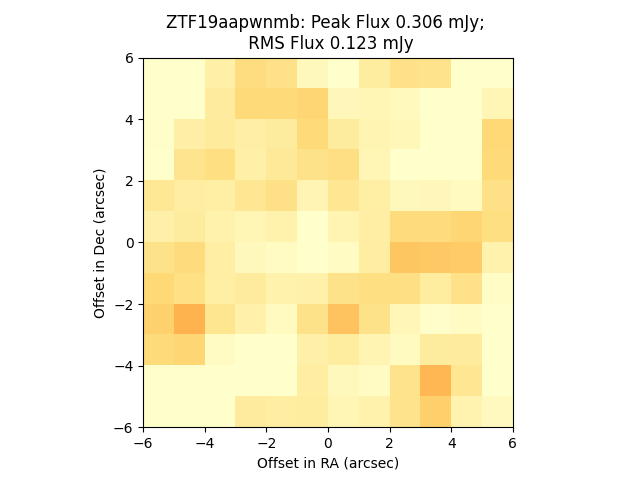 ZTF19aapwnmb: Peak Flux 0.306 mJy;
RMS Flux 0.123 mJy
6
4
2
0
−2
−4
−6
Offset in Dec (arcsec)
−6 −4 −2 0 2 4 6
Offset in RA (arcsec)